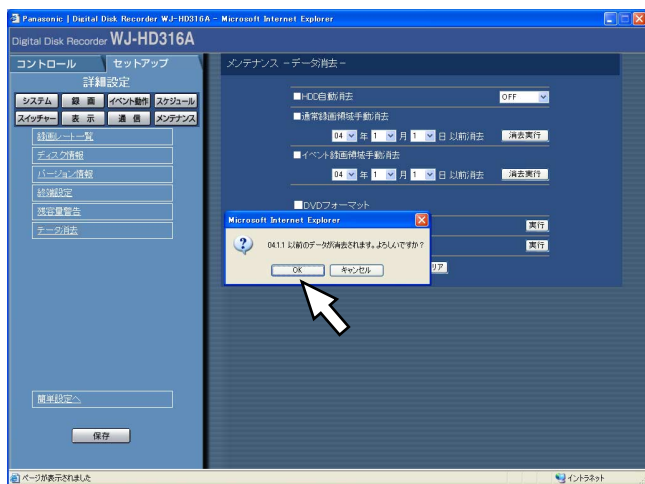 Panasonic | Digital Disk Recorder WJ-HD316A - Microsoft Internet Explorer
Digital Disk Recorder WJ-HD316A
コントロール セットアップ
詳細設定
システム 録 画 イベント動作 スケジュール
スイッチャー 表 示 通 信 メンテナンス
録画レート一覧
ディスク情報
バージョン情報
終端設定
残容量警告
データ消去
簡単設定へ
保存
メンテナンス －データ消去－
■HDD自動消去 OFF
■通常録画領域手動消去
04 年 1 月 1 日 以前消去 消去実行
■イベント録画領域手動消去
04 年 1 月 1 日 以前消去 消去実行
■DVDフォーマット
実行
実行
リア
Microsoft Internet Explorer
04.1.1 以前のデータが消去されます。よろしいですか？
OK キャンセル
ページが表示されました イントラネット